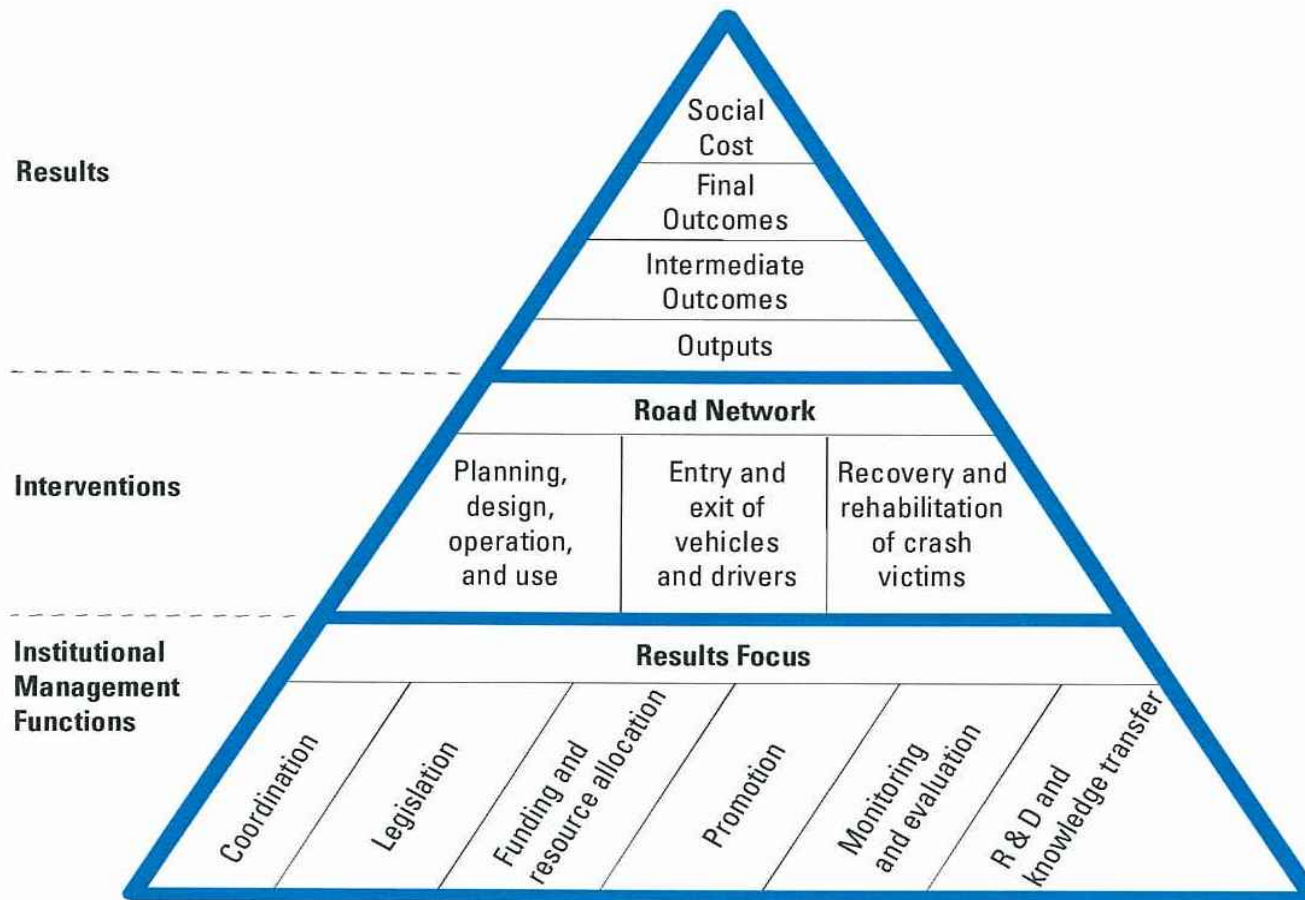 Results
Social
Cost
Final
Outcomes
Intermediate
Outcomes
Outputs
Interventions
Road Network
Planning,
design,
operation,
and use
Entry and
exit of
vehicles
and drivers
Recovery and
rehabilitation
of crash
victims
Institutional
Management
Functions
Results Focus
Coordination
Legislation
Funding and
resource allocation
Promotion
Monitoring
and evaluation
R & D and
knowledge transfer